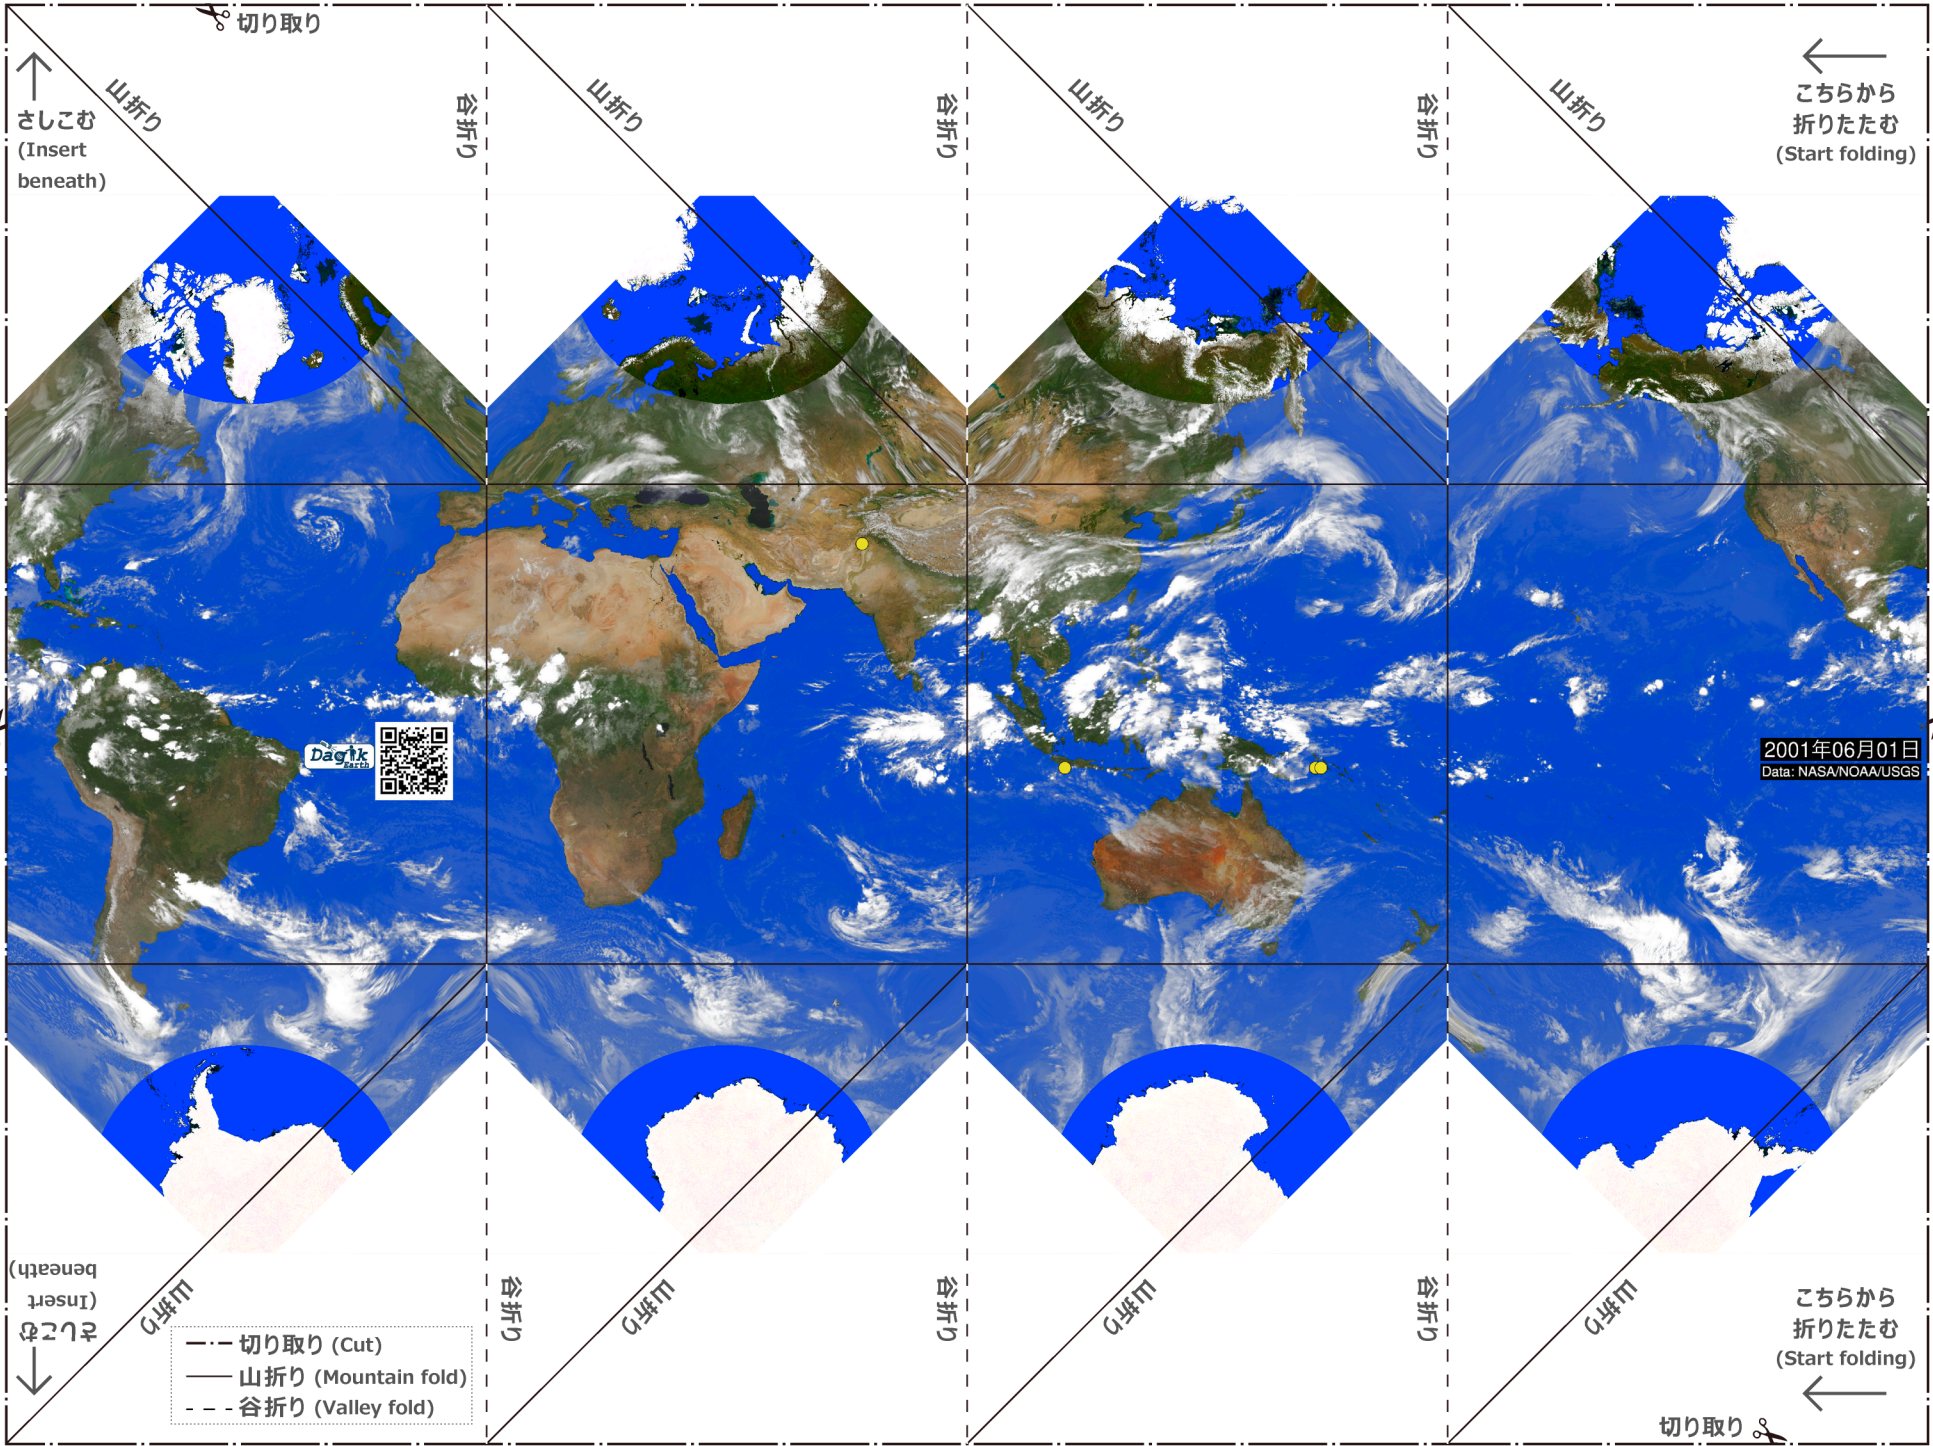 切り取り
山折り
谷折り
山折り
谷折り
山折り
谷折り
山折り
こちらから
折りたたむ
(Start folding)
さしこむ
(Insert
beneath)
Dagik
Earth
2001年06月01日
Data: NASA/NOAA/USGS
さしこむ
(Insert
beneath)
山折り
谷折り
山折り
谷折り
山折り
谷折り
山折り
こちらから
折りたたむ
(Start folding)
切り取り (Cut)
山折り (Mountain fold)
谷折り (Valley fold)
切り取り